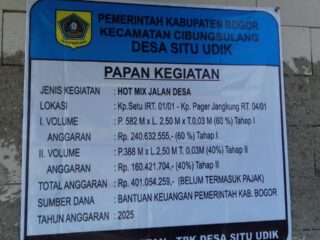 PEMERINTAH KABUPATEN BOGOR
KECAMATAN CIBUNGBULANG
DESA SITU UDIK
PAPAN KEGIATAN
JENIS KEGIATAN : HOT MIX JALAN DESA
LOKASI : Kp.Setu IRT. 01/01 - Kp. Pager Jangkung RT. 04/01
I. VOLUME : P. 582 M x L. 2,50 M x T.0,03 M (60 %) Tahap I
ANGGARAN : Rp. 240.632.555,- (60 %) Tahap I
II. VOLUME : P.388 M x L.2,50 M T. 0,03M (40%) Tahap II
ANGGARAN : Rp. 160.421.704,- (40%) Tahap II
TOTAL ANGGARAN : Rp. 401.054.259,- (BELUM TERMASUK PAJAK)
SUMBER DANA : BANTUAN KEUANGAN PEMERINTAH KAB. BOGOR
TAHUN ANGGARAN : 2025
TPK DESA SITU UDIK